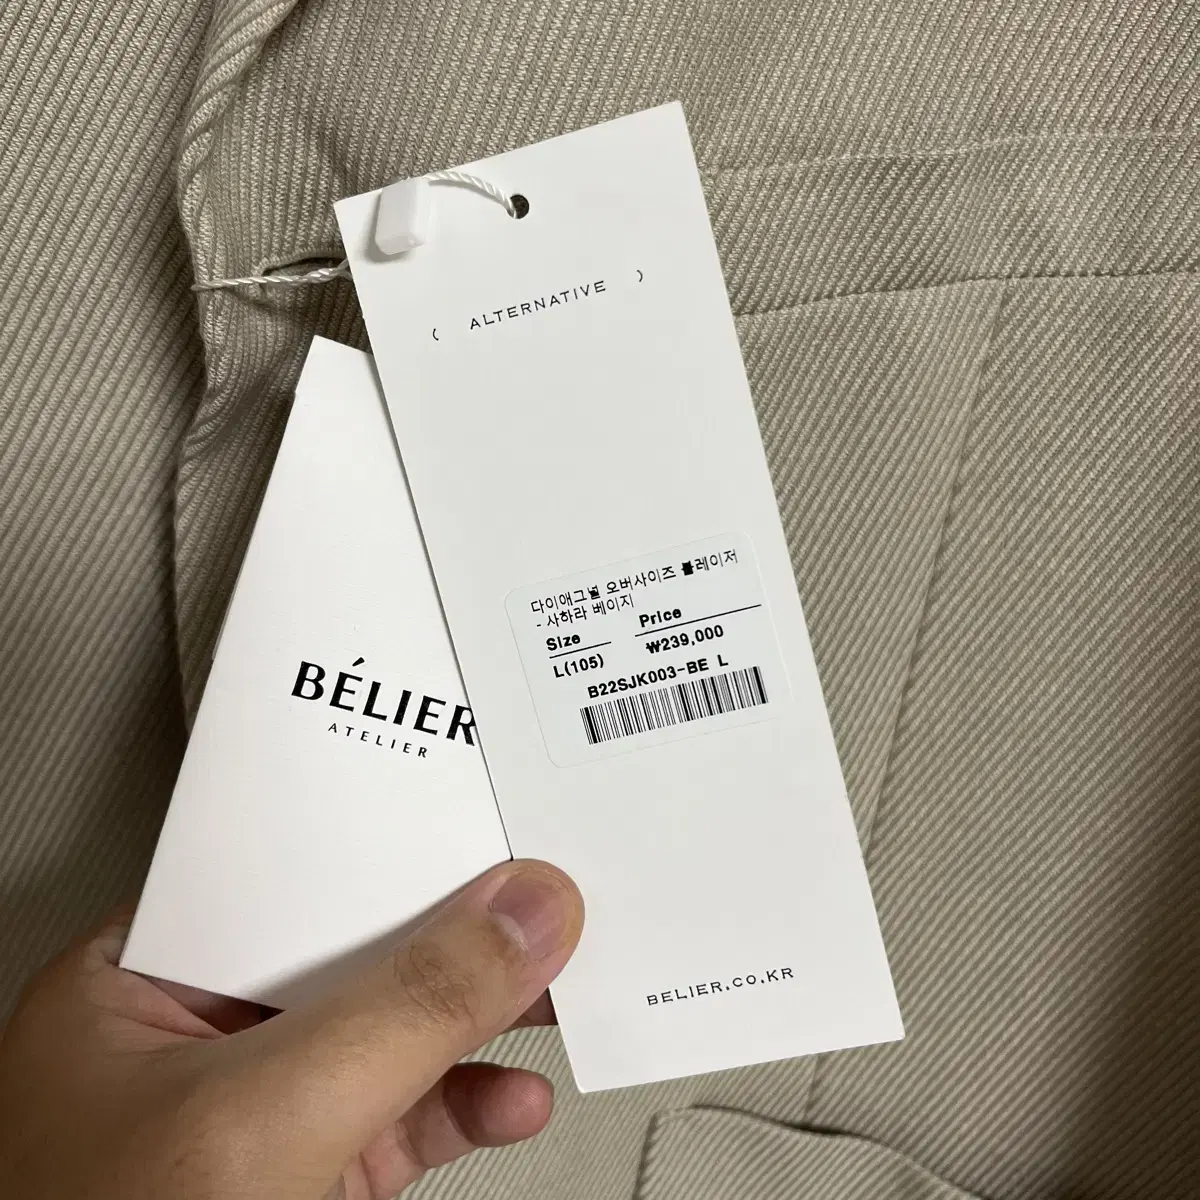 ( ALTERNATIVE )
다이애그널 오버사이즈 블레이저
- 사하라 베이지
Size Price
L(105) ₩239,000
B22SJK003-BE L
BELIER.CO.KR
BÉLIER
ATELIER